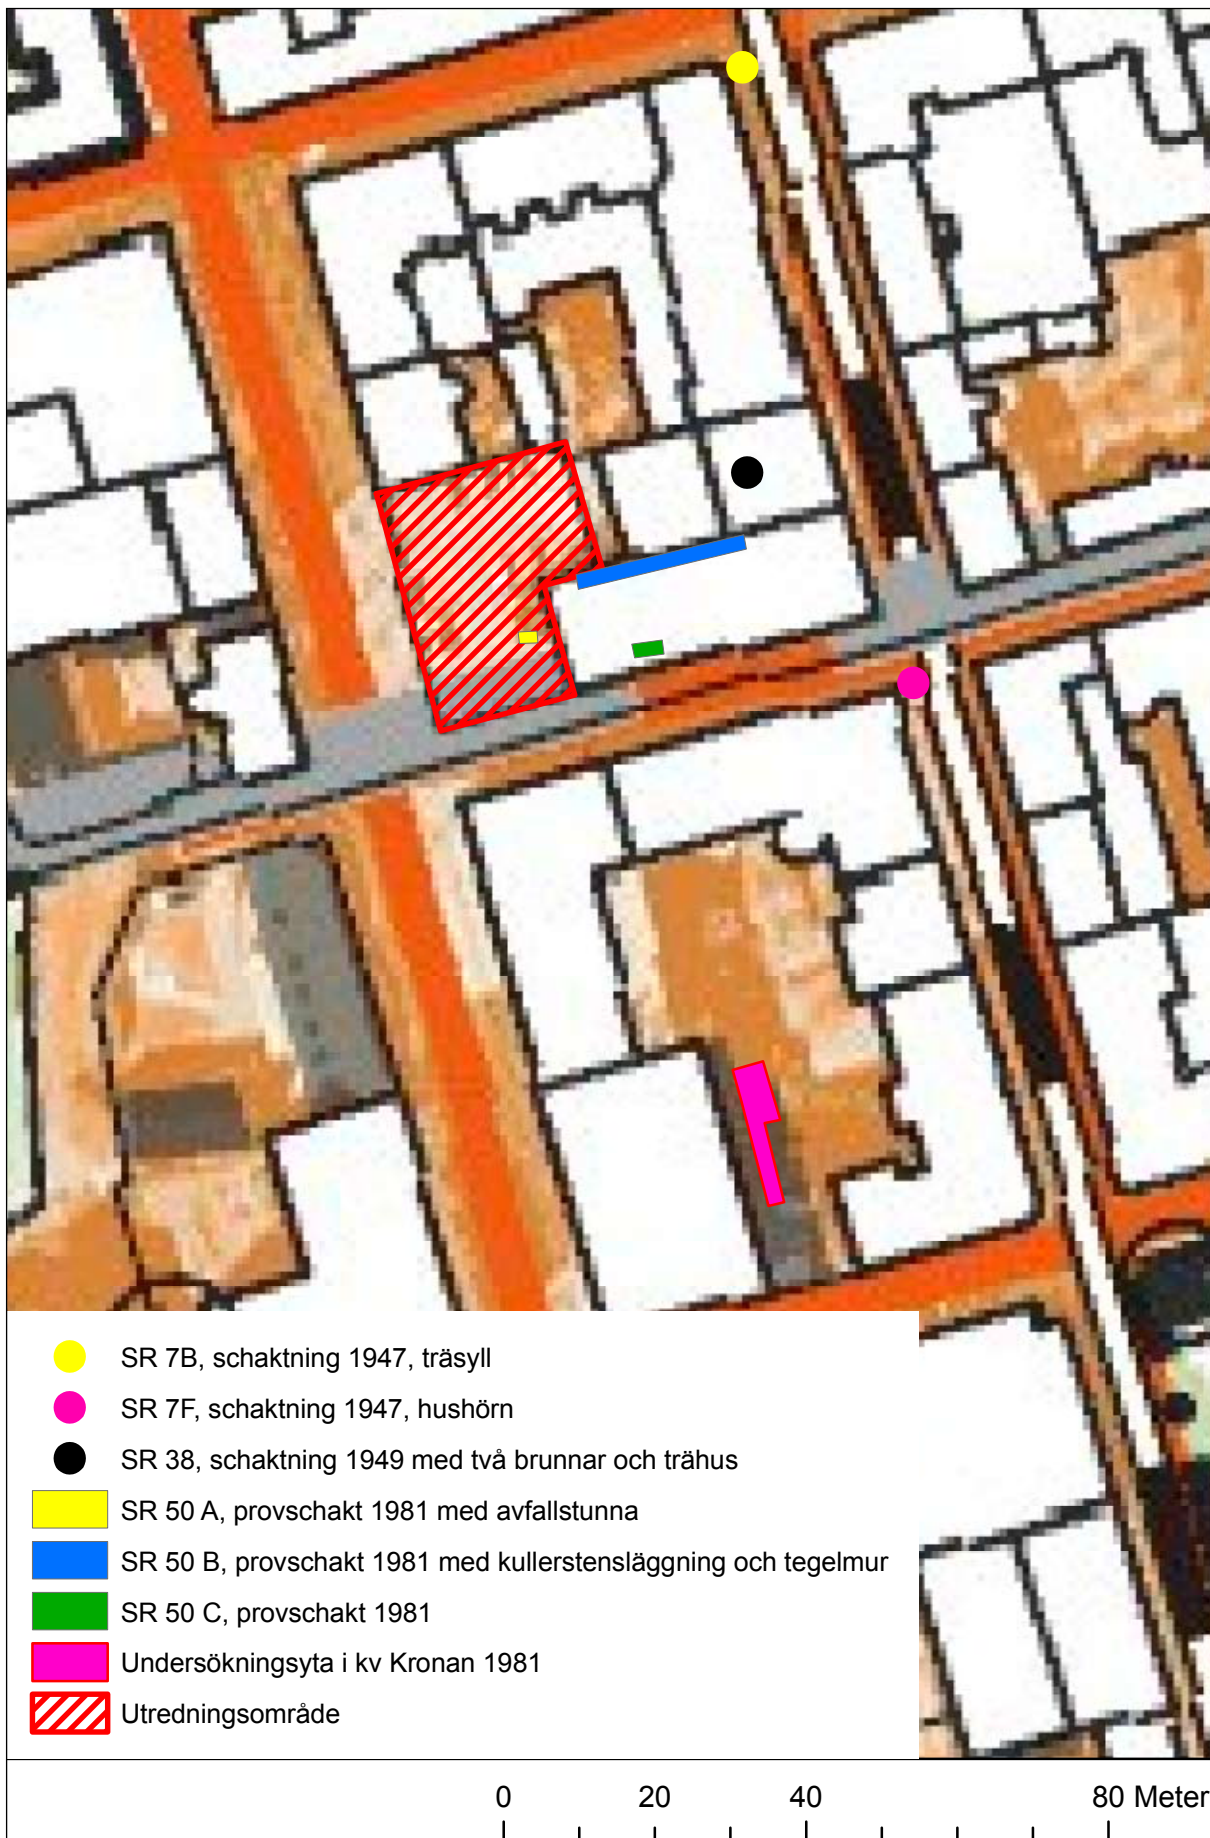 SR 7B, schaktning 1947, träsyll
SR 7F, schaktning 1947, hushörn
SR 38, schaktning 1949 med två brunnar och trähus
SR 50 A, provschakt 1981 med avfallstunna
SR 50 B, provschakt 1981 med kullerstensläggning och tegelmur
SR 50 C, provschakt 1981
Undersökningsyta i kv Kronan 1981
Utredningsområde
0 20 40 80 Meter